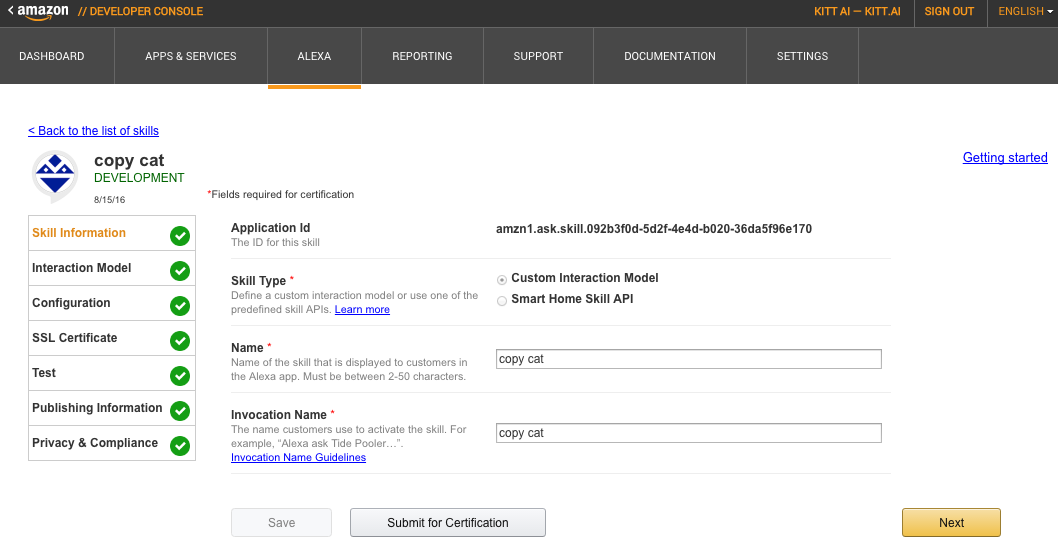 < amazon // DEVELOPER CONSOLE KITT AI — KITT.AI SIGN OUT ENGLISH
DASHBOARD APPS & SERVICES ALEXA REPORTING SUPPORT DOCUMENTATION SETTINGS
< Back to the list of skills
Getting started
copy cat
DEVELOPMENT
8/15/16
*Fields required for certification
Skill Information
Interaction Model
Configuration
SSL Certificate
Test
Publishing Information
Privacy & Compliance
Application Id
The ID for this skill
amzn1.ask.skill.092b3f0d-5d2f-4e4d-b020-36da5f96e170
Skill Type *
Define a custom interaction model or use one of the
predefined skill APIs. Learn more
Custom Interaction Model
Smart Home Skill API
Name *
Name of the skill that is displayed to customers in
the Alexa app. Must be between 2-50 characters.
copy cat
Invocation Name *
The name customers use to activate the skill. For
example, “Alexa ask Tide Pooler…”.
Invocation Name Guidelines
copy cat
Save Submit for Certification Next